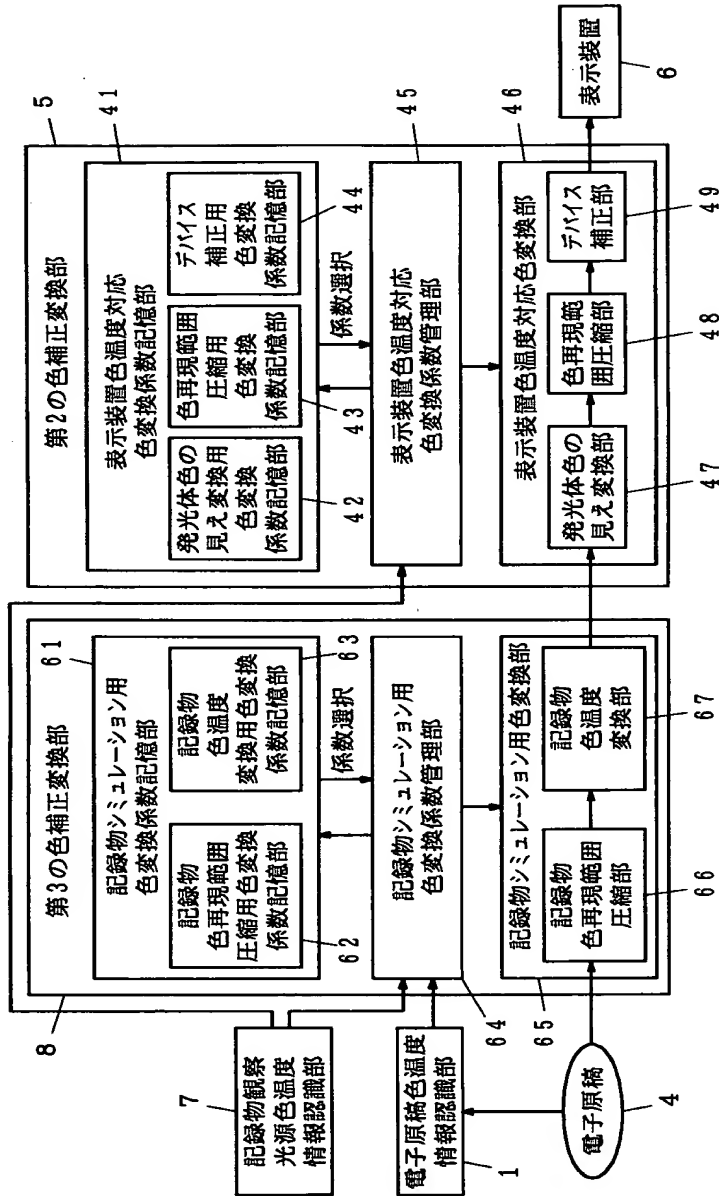 7
記録物観察
光源色温度
情報認識部
電子原稿色温度
情報認識部
1
電子原稿
4
8
第3の色補正変換部
61
記録物シミュレーション用
色変換係数記憶部
記録物
色再現範囲
圧縮用色変換
係数記憶部
62
記録物
色温度
変換用色変換
係数記憶部
63
係数選択
記録物シミュレーション用
色変換係数管理部
64
記録物シミュレーション用色変換部
65
記録物
色再現範囲
圧縮部
66
記録物
色温度
変換部
67
第2の色補正変換部
5
表示装置色温度対応
色変換係数記憶部
41
発光体色の
見え変換用
色変換
係数記憶部
42
色再現範囲
圧縮用
色変換
係数記憶部
43
デバイス
補正用
色変換
係数記憶部
44
係数選択
表示装置色温度対応
色変換係数管理部
45
表示装置色温度対応色変換部
46
発光体色の
見え変換部
47
色再現範
囲圧縮部
48
デバイス
補正部
49
表示装置
6